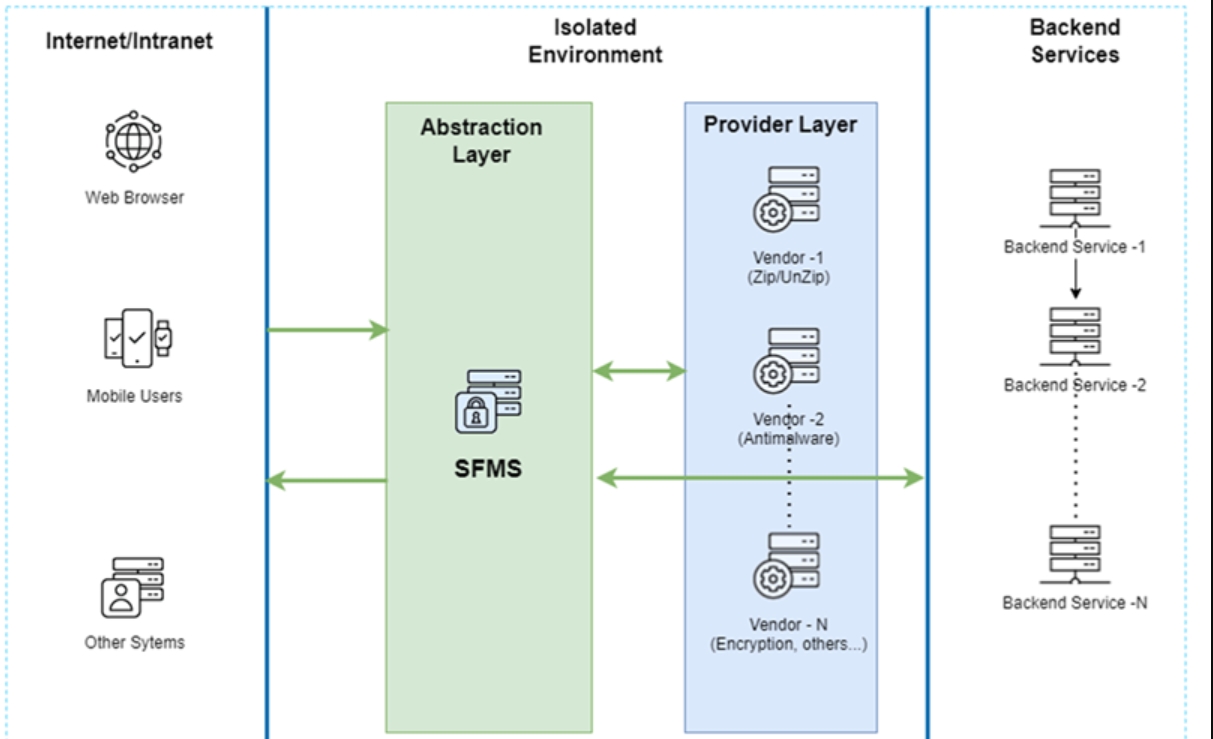 Internet/Intranet
Web Browser
Mobile Users
Other Sytems
Isolated
Environment
Abstraction
Layer
SFMS
Provider Layer
Vendor -1
(Zip/UnZip)
Vendor -2
(Antimalware)
Vendor - N
(Encryption, others...)
Backend
Services
Backend Service -1
Backend Service -2
Backend Service -N